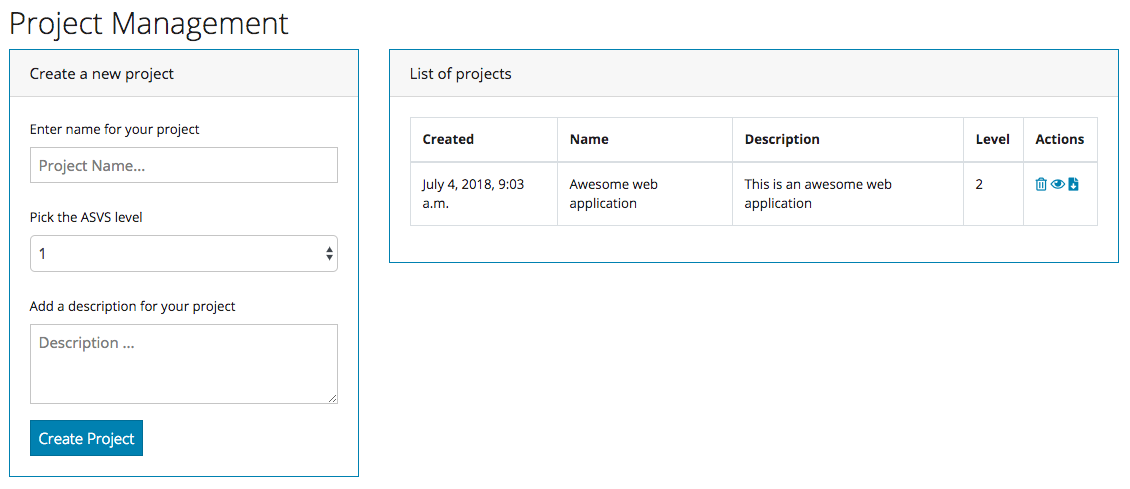 Project Management
Create a new project
Enter name for your project
Project Name...
Pick the ASVS level
1
Add a description for your project
Description ...
Create Project
List of projects
Created Name Description Level Actions
July 4, 2018, 9:03 Awesome web This is an awesome web 2
a.m. application application